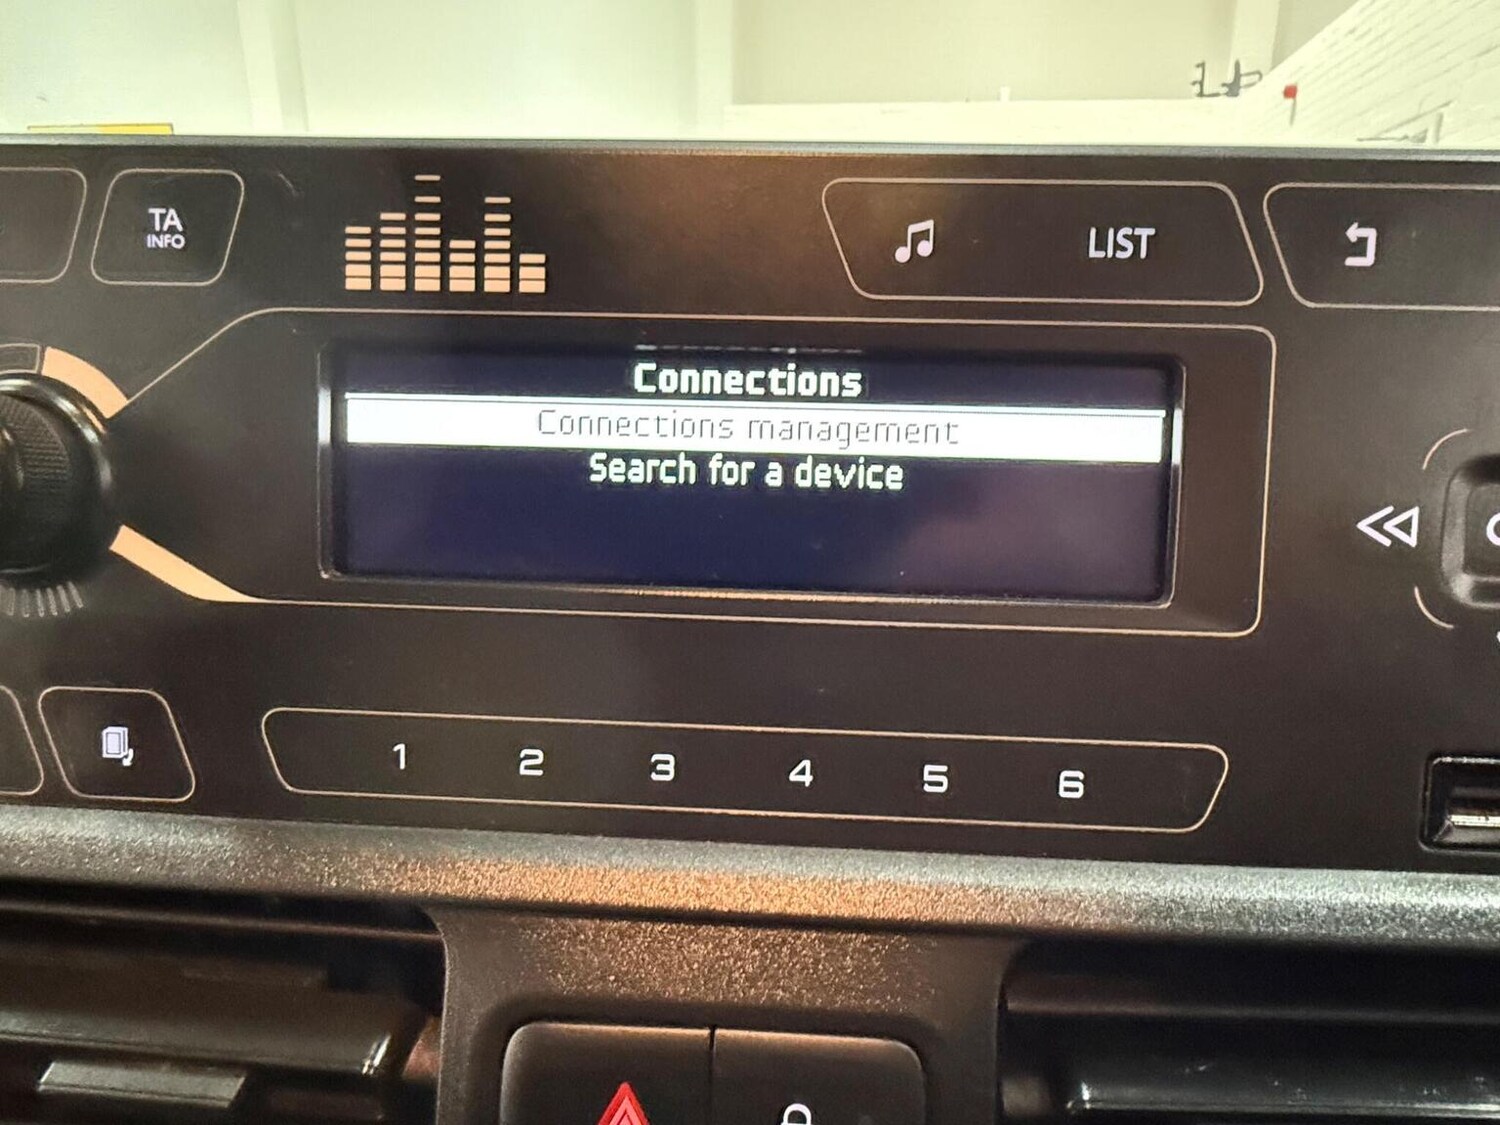 TA
INFO
LIST
Connections
Connections management
Search for a device
1 2 3 4 5 6